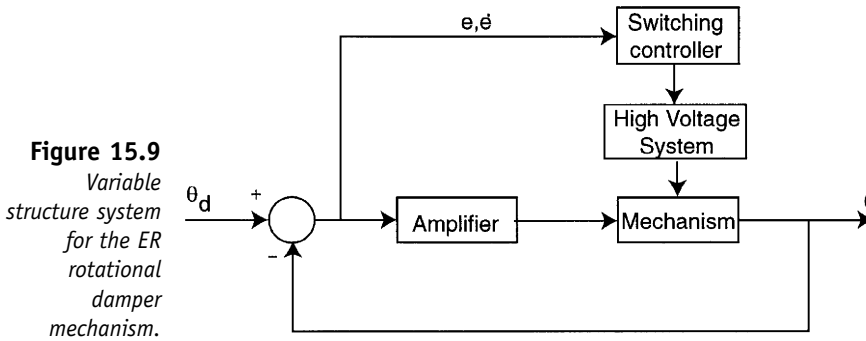 Figure 15.9
Variable
structure system
for the ER
rotational
damper
mechanism.
e,ė
Switching
controller
High Voltage
System
θd
+
-
Amplifier
Mechanism